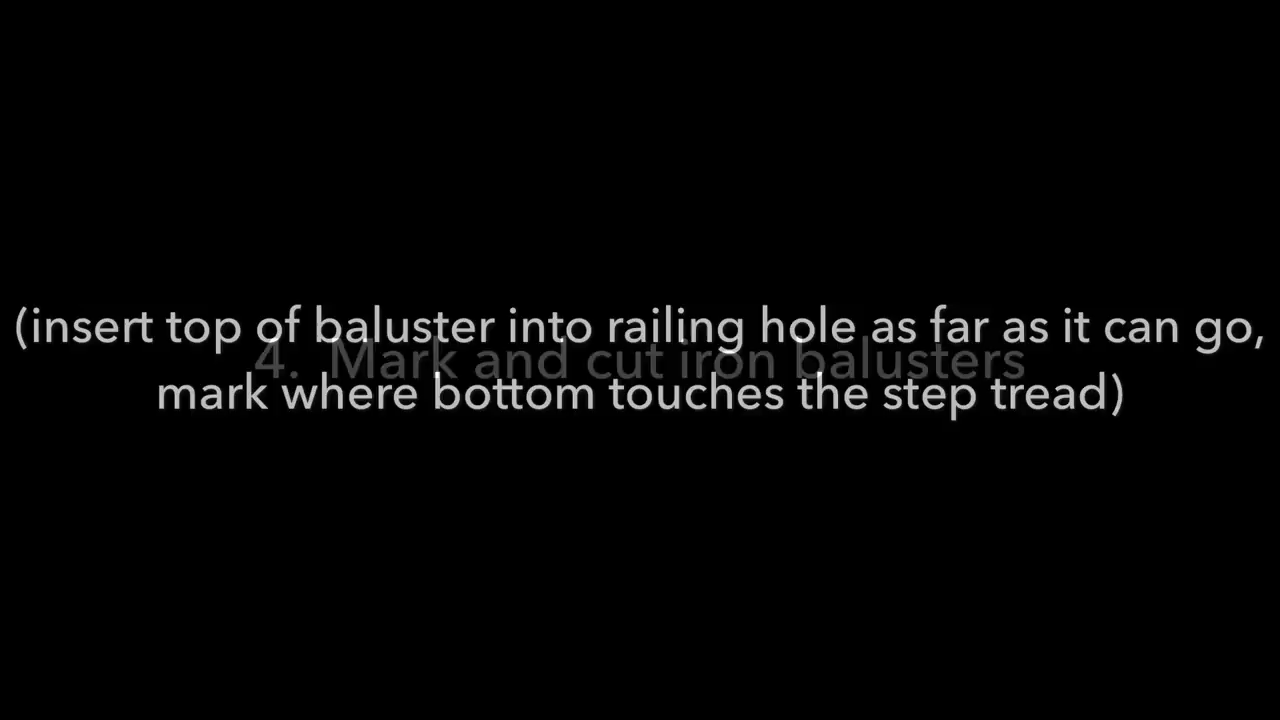 (insert top of baluster into railing hole as far as it can go,
4. Mark and cut iron balusters
mark where bottom touches the step tread)